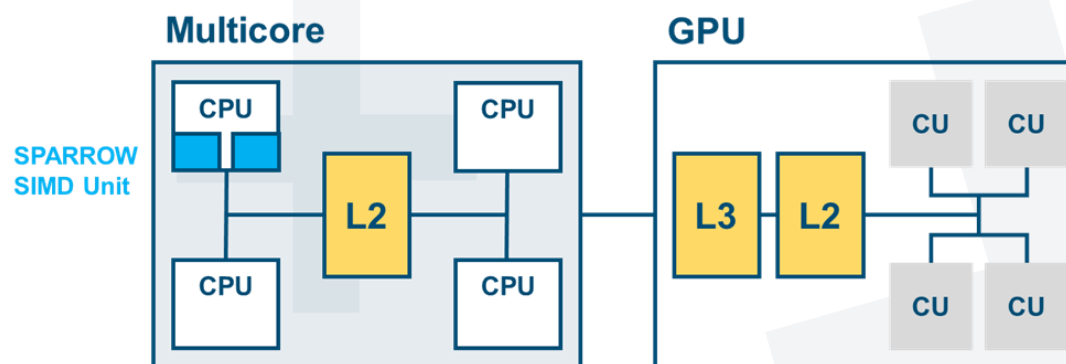 Multicore
GPU
CPU
CPU
CU
CU
SPARROW
SIMD Unit
L2
L3
L2
CPU
CPU
CU
CU